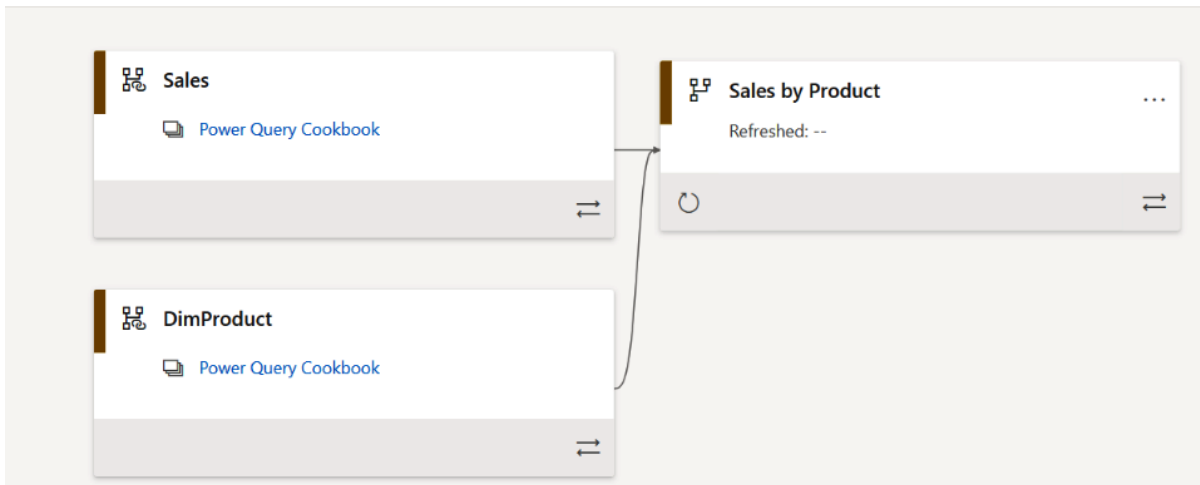 Sales
Power Query Cookbook
Sales by Product
...
Refreshed: --
DimProduct
Power Query Cookbook